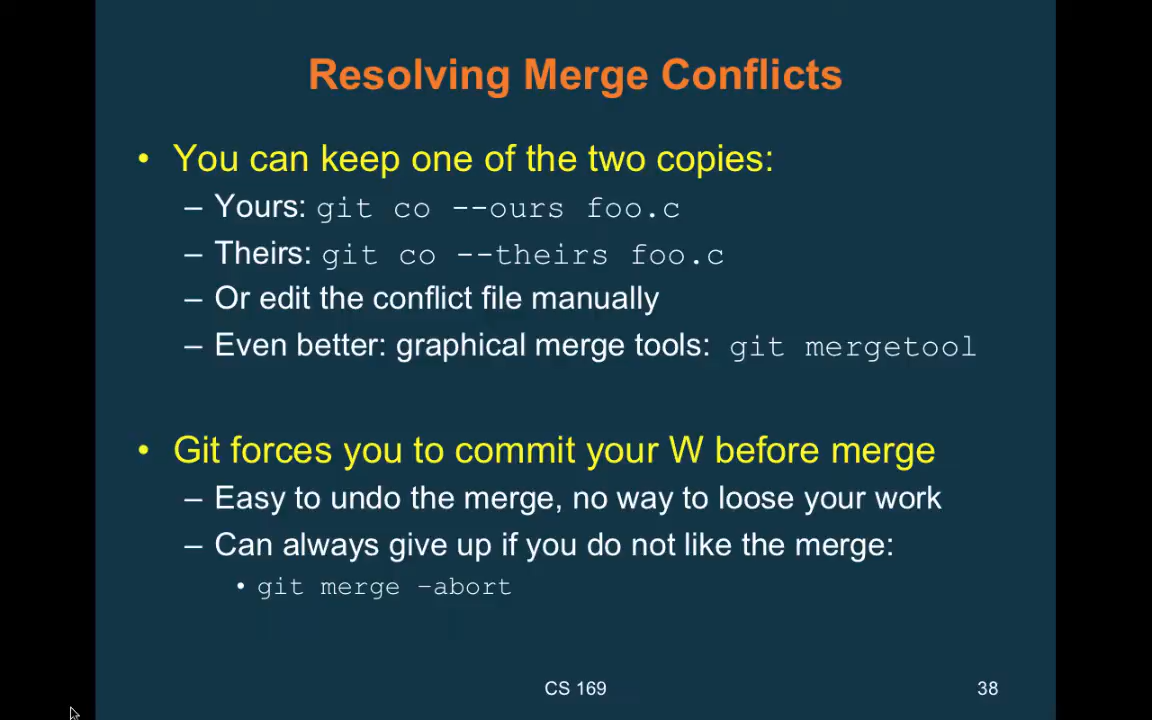 Resolving Merge Conflicts
• You can keep one of the two copies:
– Yours: git co --ours foo.c
– Theirs: git co --theirs foo.c
– Or edit the conflict file manually
– Even better: graphical merge tools: git mergetool
• Git forces you to commit your W before merge
– Easy to undo the merge, no way to loose your work
– Can always give up if you do not like the merge:
• git merge –abort
CS 169
38